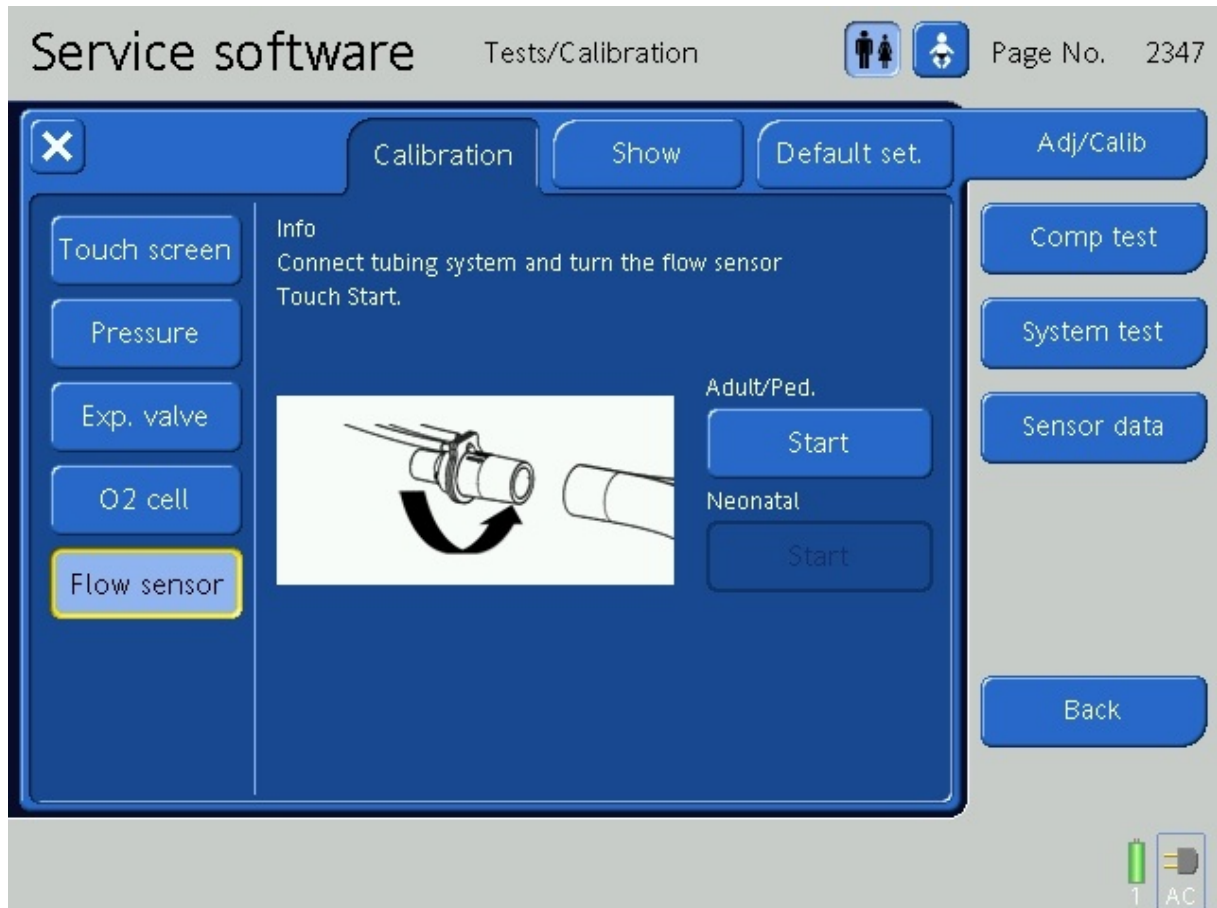 Service software
Tests/Calibration
Page No. 2347
Calibration
Show
Default set.
Adj/Calib
Touch screen
Pressure
Exp. valve
O2 cell
Flow sensor
Info
Connect tubing system and turn the flow sensor
Touch Start.
Adult/Ped.
Start
Neonatal
Start
Comp test
System test
Sensor data
Back
1
AC